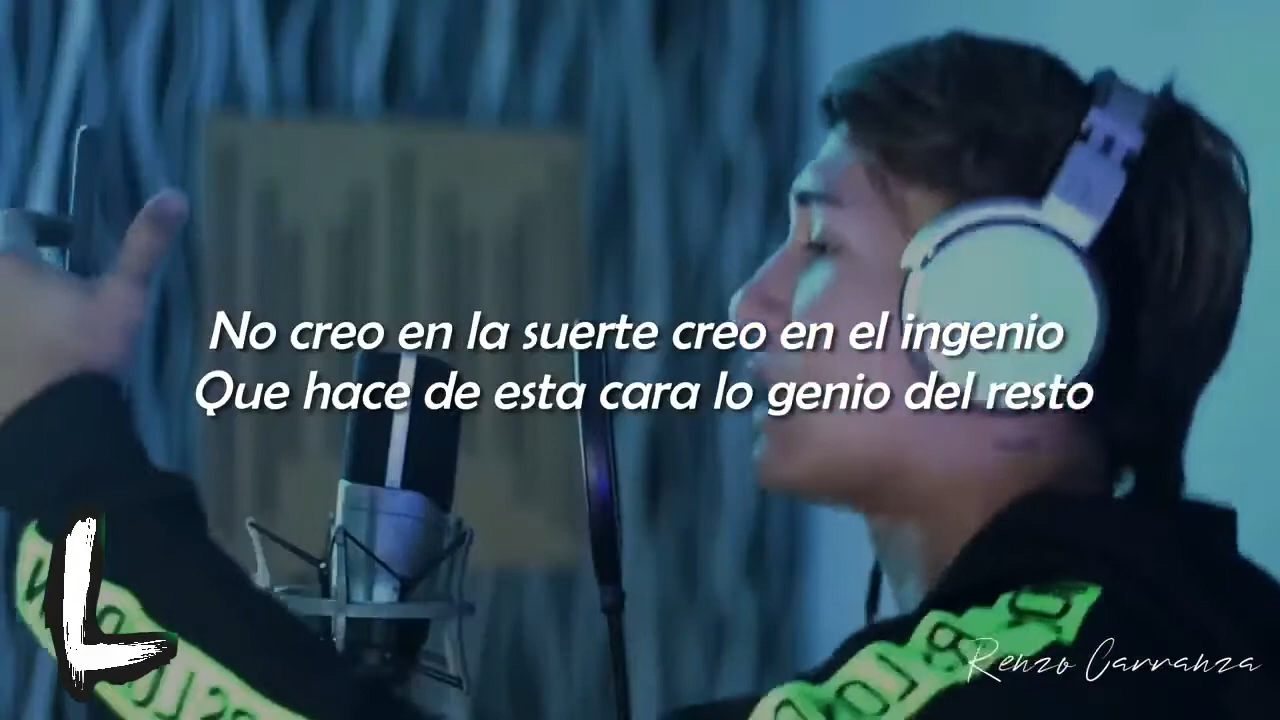 No creo en la suerte creo en el ingenio
Que hace de esta cara lo genio del resto
L
Renzo Carranza